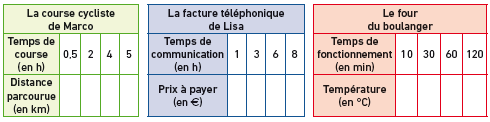 La course cycliste
de Marco
Temps de
course
(en h)
0,5 2 4 5
Distance
parcourue
(en km)
La facture téléphonique
de Lisa
Temps de
communication
(en h)
1 3 6 8
Prix à payer
(en €)
Le four
du boulanger
Temps de
fonctionnement
(en min)
10 30 60 120
Température
(en °C)